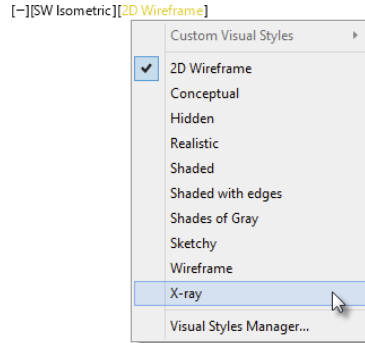 [−][SW Isometric][2D Wireframe]
Custom Visual Styles
2D Wireframe
Conceptual
Hidden
Realistic
Shaded
Shaded with edges
Shades of Gray
Sketchy
Wireframe
X-ray
Visual Styles Manager...